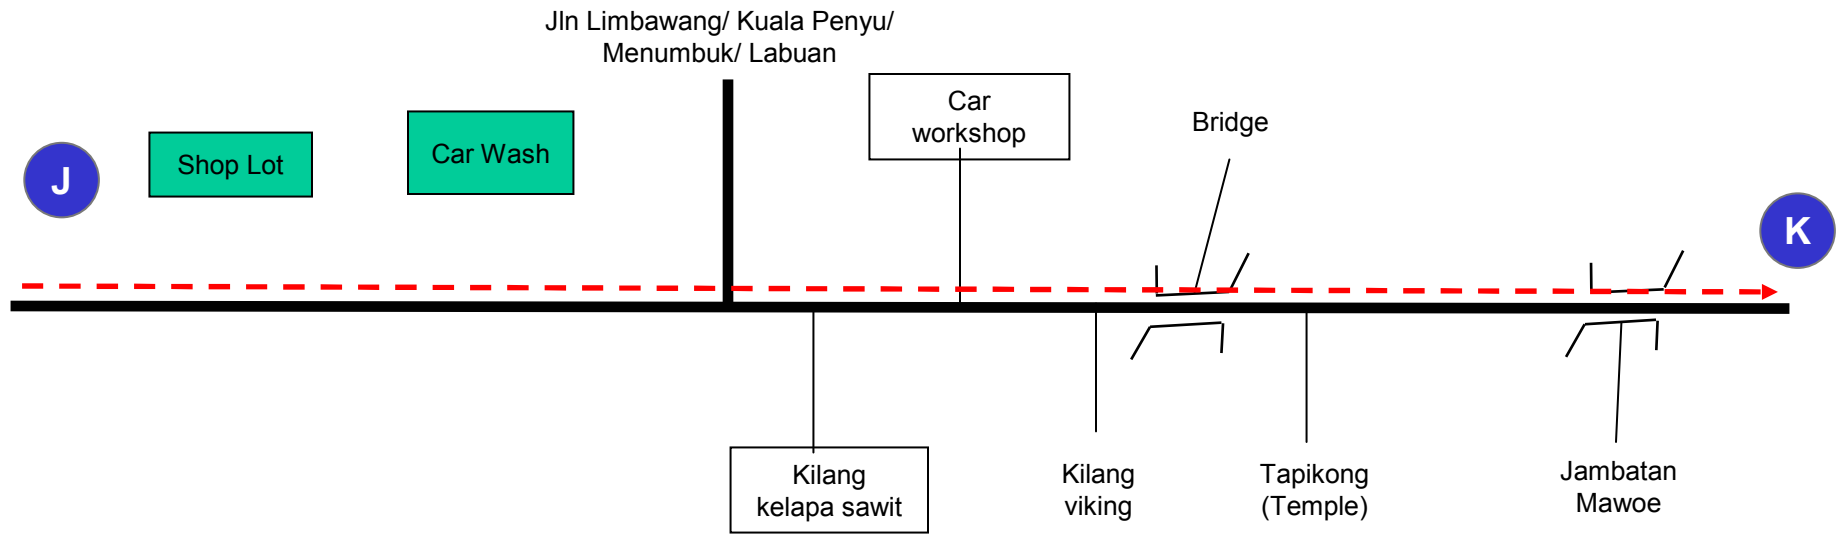 Jln Limbawang/ Kuala Penyu/
Menumbuk/ Labuan
J
Shop Lot
Car Wash
Car
workshop
Bridge
K
Kilang
kelapa sawit
Kilang
viking
Tapikong
(Temple)
Jambatan
Mawoe